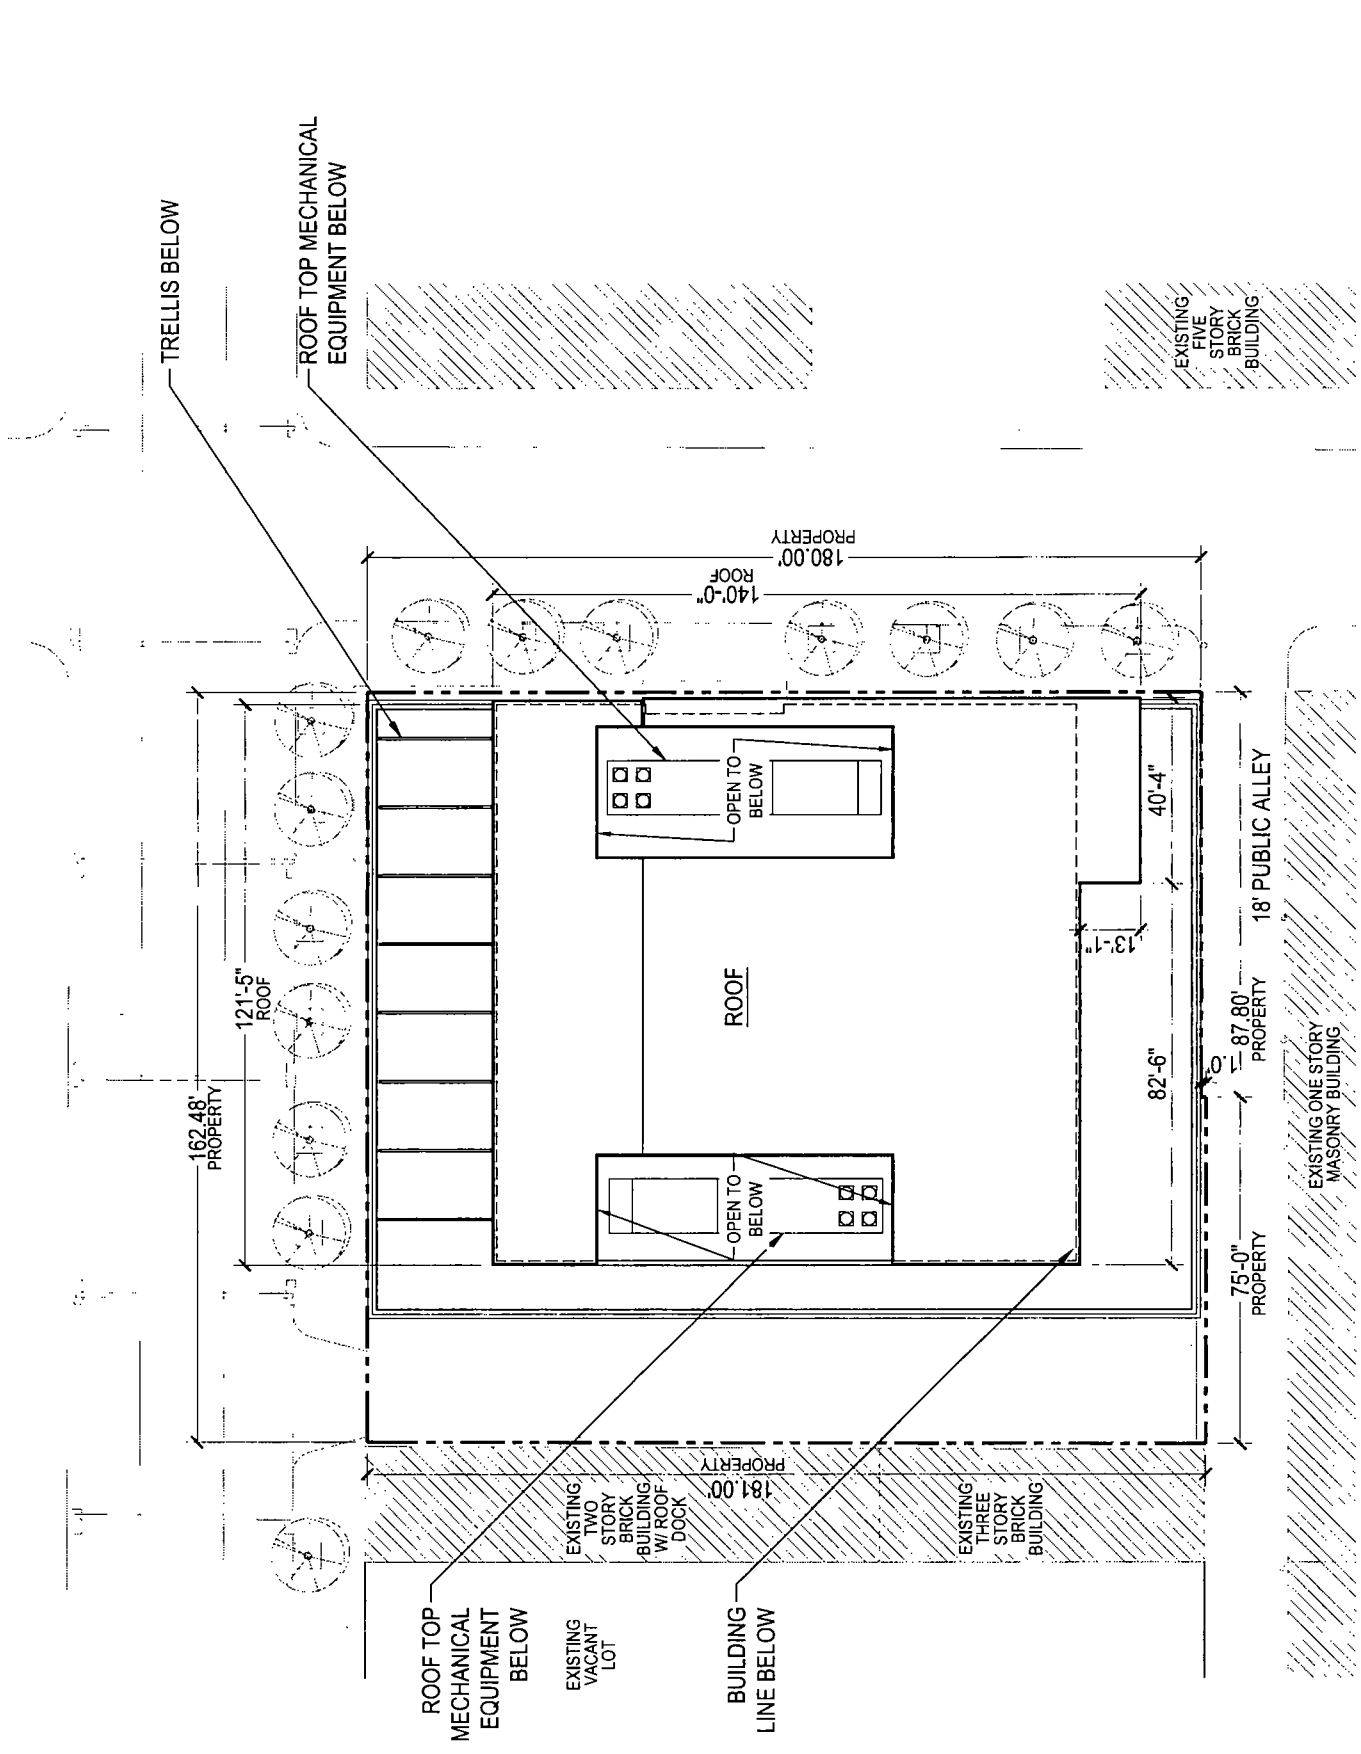 TRELLIS BELOW
ROOF TOP MECHANICAL
EQUIPMENT BELOW
EXISTING
FIVE
STORY
BRICK
BUILDING
180.00'
PROPERTY
140'-0"
ROOF
162.48'
PROPERTY
121'-5"
ROOF
OPEN TO
BELOW
40'-4"
18' PUBLIC ALLEY
13'-1"
ROOF
82'-6"
87.80'
PROPERTY
1.0'
EXISTING ONE STORY
MASONRY BUILDING
OPEN TO
BELOW
75'-0"
PROPERTY
181.00'
PROPERTY
EXISTING
TWO
STORY
BRICK
BUILDING
W/ ROOF
DOCK
EXISTING
THREE
STORY
BRICK
BUILDING
ROOF TOP
MECHANICAL
EQUIPMENT
BELOW
EXISTING
VACANT
LOT
BUILDING
LINE BELOW